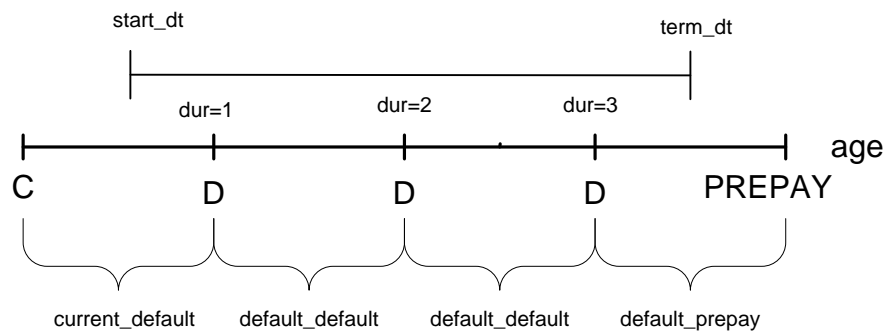 start_dt
term_dt
dur=1
dur=2
dur=3
age
C
D
D
D
PREPAY
current_default
default_default
default_default
default_prepay